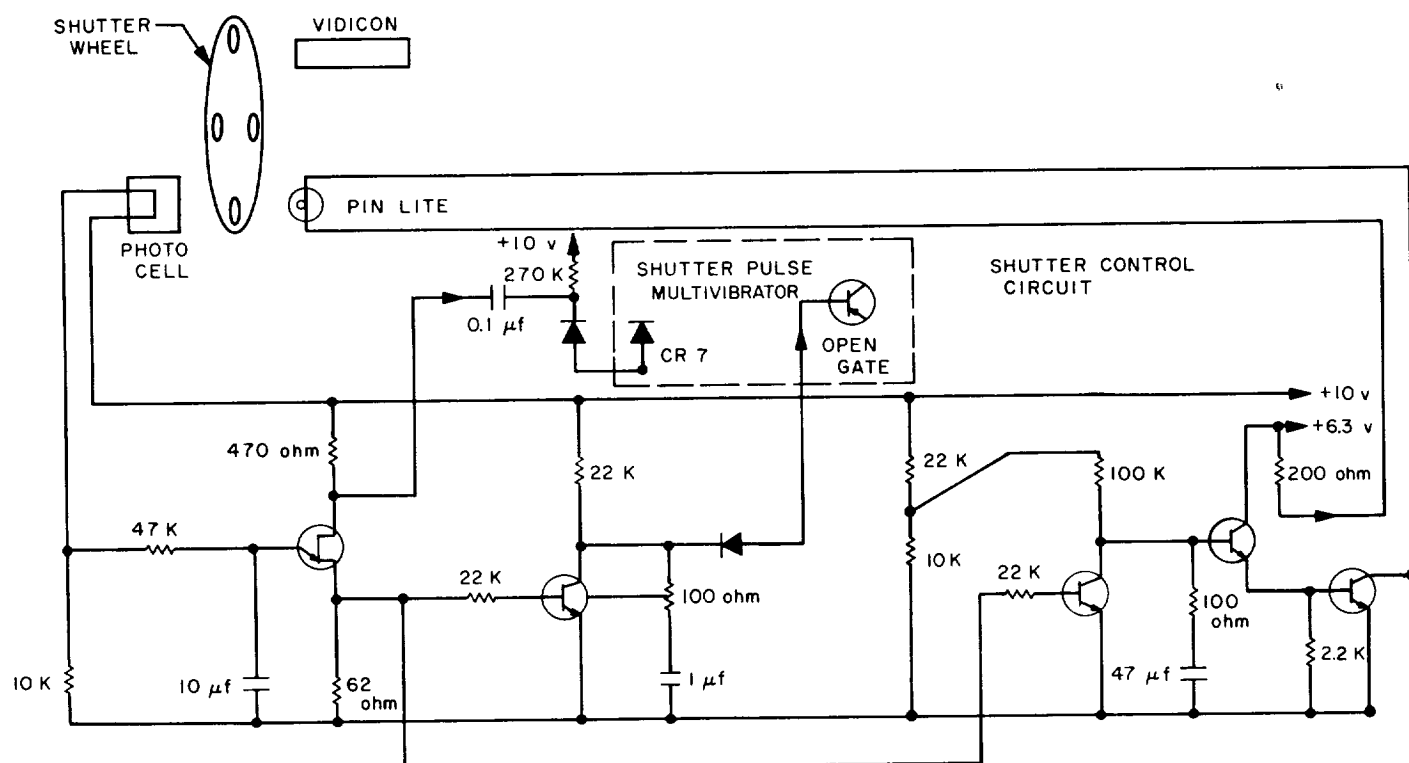 SHUTTER
WHEEL
VIDICON
PIN LITE
PHOTO
CELL
+10 v
270 K
0.1 μf
SHUTTER PULSE
MULTIVIBRATOR
CR 7
OPEN
GATE
SHUTTER CONTROL
CIRCUIT
+10 v
+6.3 v
470 ohm
22 K
22 K
100 K
200 ohm
47 K
10 K
22 K
100 ohm
22 K
100
ohm
10 K
10 μf
62
ohm
1 μf
47 μf
2.2 K